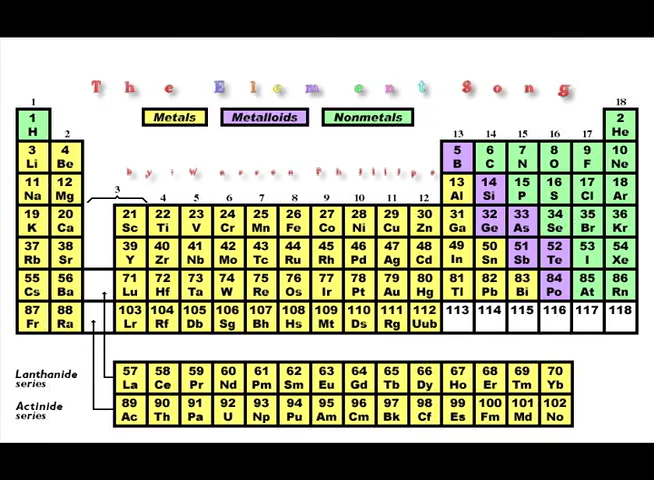 The Element Song
Metals Metalloids Nonmetals
by: Warren Phillips
1 18
1 2
H He
2 13 14 15 16 17
3 4 5 6 7 8 9 10
Li Be B C N O F Ne
11 12 13 14 15 16 17 18
Na Mg Al Si P S Cl Ar
3 4 5 6 7 8 9 10 11 12
19 20 21 22 23 24 25 26 27 28 29 30 31 32 33 34 35 36
K Ca Sc Ti V Cr Mn Fe Co Ni Cu Zn Ga Ge As Se Br Kr
37 38 39 40 41 42 43 44 45 46 47 48 49 50 51 52 53 54
Rb Sr Y Zr Nb Mo Tc Ru Rh Pd Ag Cd In Sn Sb Te I Xe
55 56 71 72 73 74 75 76 77 78 79 80 81 82 83 84 85 86
Cs Ba Lu Hf Ta W Re Os Ir Pt Au Hg Tl Pb Bi Po At Rn
87 88 103 104 105 106 107 108 109 110 111 112 113 114 115 116 117 118
Fr Ra Lr Rf Db Sg Bh Hs Mt Ds Rg Uub
Lanthanide series
57 58 59 60 61 62 63 64 65 66 67 68 69 70
La Ce Pr Nd Pm Sm Eu Gd Tb Dy Ho Er Tm Yb
Actinide series
89 90 91 92 93 94 95 96 97 98 99 100 101 102
Ac Th Pa U Np Pu Am Cm Bk Cf Es Fm Md No